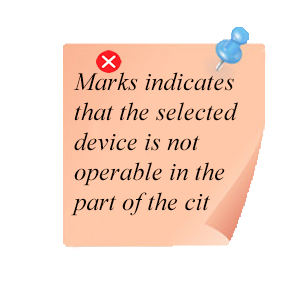 Marks indicates
that the selected
device is not
operable in the
part of the cit